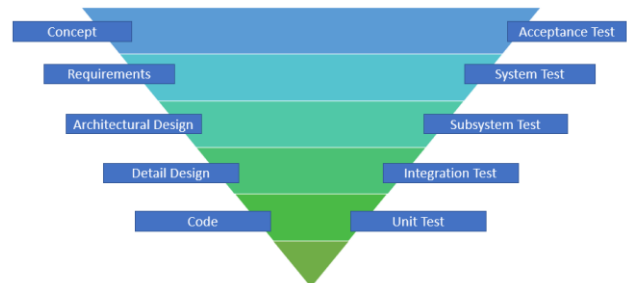 Concept
Acceptance Test
Requirements
System Test
Architectural Design
Subsystem Test
Detail Design
Integration Test
Code
Unit Test